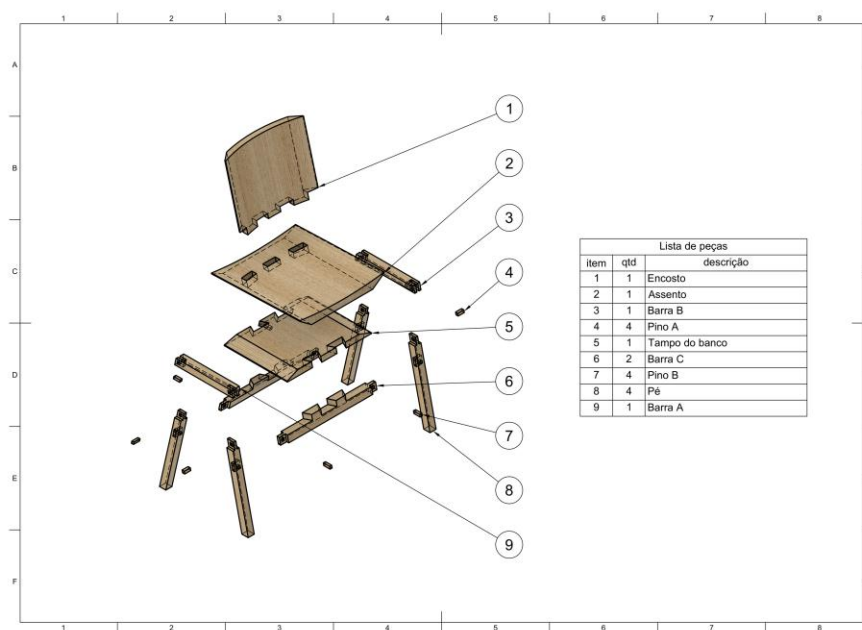 1 2 3 4 5 6 7 8
A
B
C
D
E
F
1
2
3
4
5
6
7
8
9
Lista de peças
item qtd descrição
1 1 Encosto
2 1 Assento
3 1 Barra B
4 4 Pino A
5 1 Tampo do banco
6 2 Barra C
7 4 Pino B
8 4 Pé
9 1 Barra A
A
B
C
D
E
F
1 2 3 4 5 6 7 8